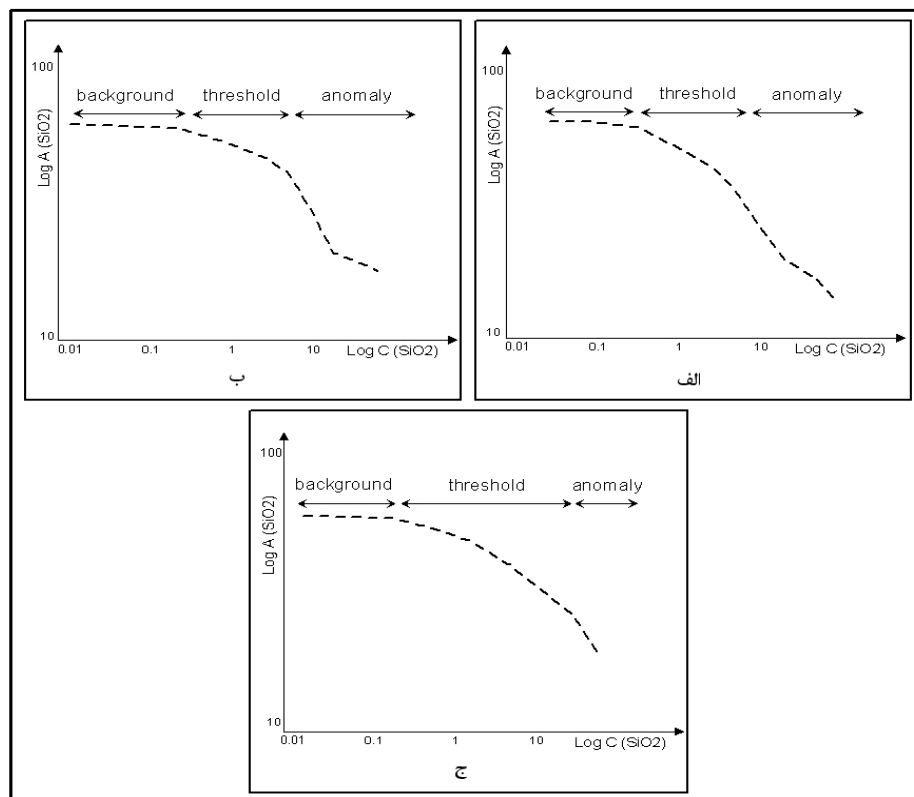 100
background threshold anomaly
Log A (SiO2)
10
0.01 0.1 1 10 Log C (SiO2)
ب
100
background threshold anomaly
Log A (SiO2)
10
0.01 0.1 1 10 Log C (SiO2)
الف
100
background threshold anomaly
Log A (SiO2)
10
0.01 0.1 1 10 Log C (SiO2)
ج